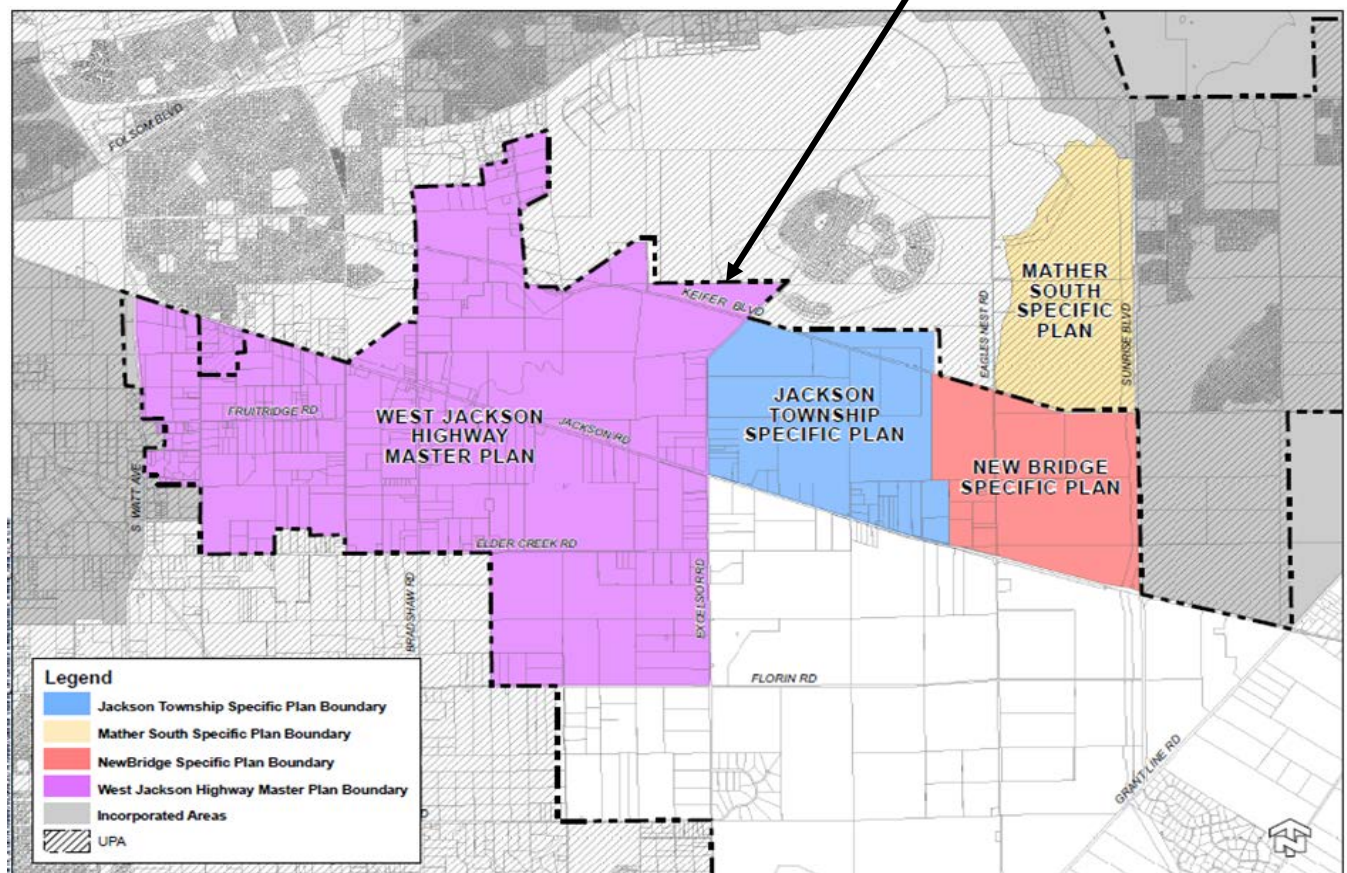 FOLSOM BLVD
MATHER
SOUTH
SPECIFIC
PLAN
EAGLES NEST RD
SUNRISE BLVD
KEIFER BLVD
FRUITRIDGE RD
WEST JACKSON
HIGHWAY
MASTER PLAN
JACKSON RD
JACKSON
TOWNSHIP
SPECIFIC PLAN
NEW BRIDGE
SPECIFIC PLAN
S WATT AVE
ELDER CREEK RD
BRADSHAW RD
EXCELSIOR RD
FLORIN RD
GRANT LINE RD
Legend
Jackson Township Specific Plan Boundary
Mather South Specific Plan Boundary
NewBridge Specific Plan Boundary
West Jackson Highway Master Plan Boundary
Incorporated Areas
UPA
N